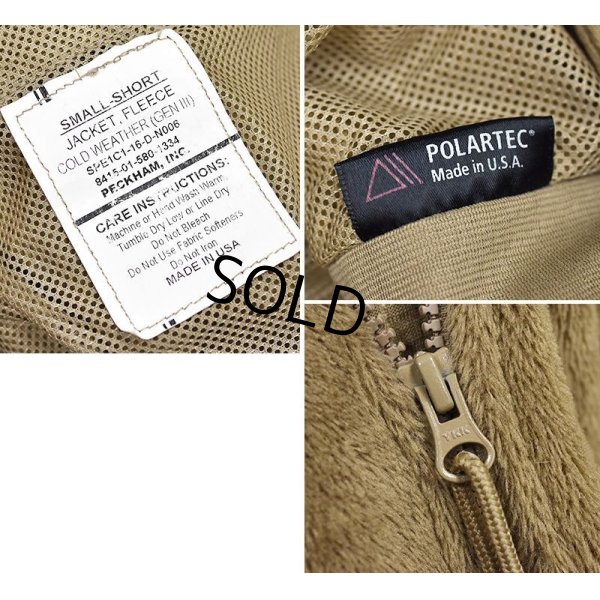 SMALL-SHORT
JACKET, FLEECE
COLD WEATHER (GEN III)
SPE1C1-16-D-N006
8415-01-580-1334
PECKHAM, INC.
CARE INSTRUCTIONS:
Machine or Hand Wash Warm,
Tumble Dry Low or Line Dry
Do Not Bleach
Do Not Use Fabric Softeners
Do Not Iron
MADE IN USA
POLARTEC®
Made in U.S.A.
SOLD
YKK